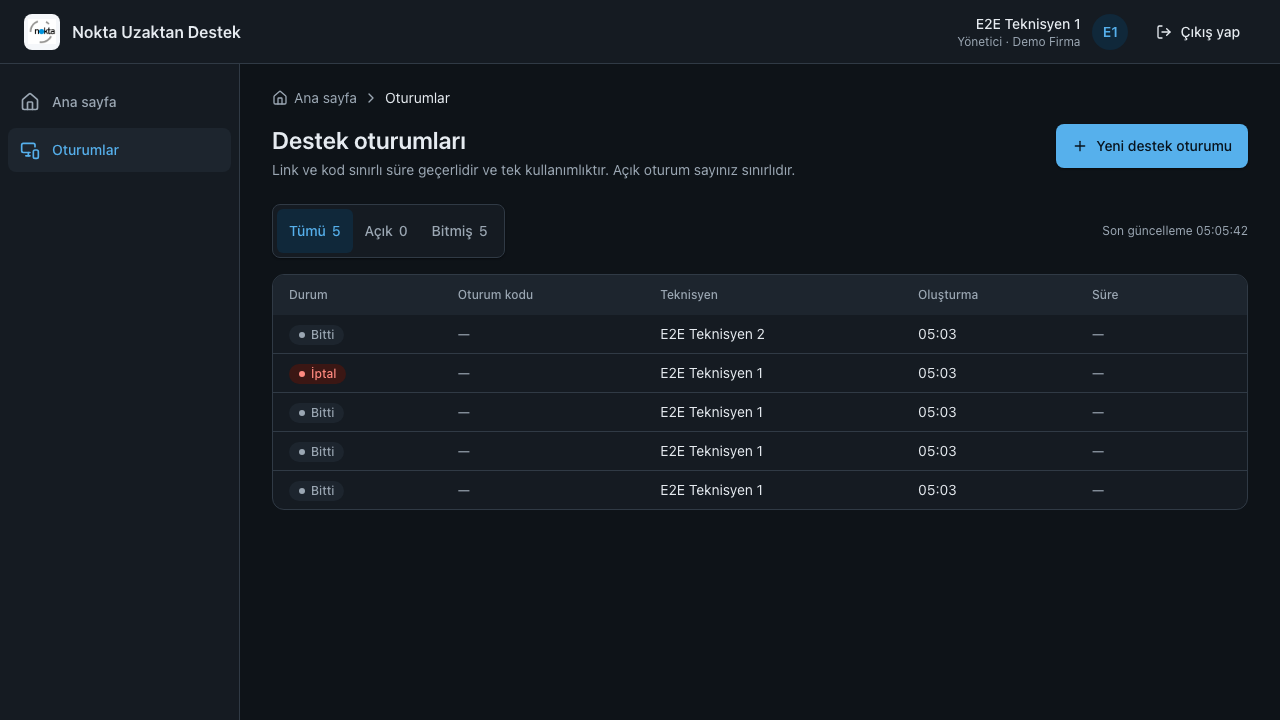 nokta
Nokta Uzaktan Destek
E2E Teknisyen 1
Yönetici · Demo Firma
E1
Çıkış yap
Ana sayfa
Oturumlar
Ana sayfa
Oturumlar
Destek oturumları
Link ve kod sınırlı süre geçerlidir ve tek kullanımlıktır. Açık oturum sayınız sınırlıdır.
Yeni destek oturumu
Tümü 5 Açık 0 Bitmiş 5
Son güncelleme 05:05:42
Durum Oturum kodu Teknisyen Oluşturma Süre
Bitti — E2E Teknisyen 2 05:03 —
İptal — E2E Teknisyen 1 05:03 —
Bitti — E2E Teknisyen 1 05:03 —
Bitti — E2E Teknisyen 1 05:03 —
Bitti — E2E Teknisyen 1 05:03 —